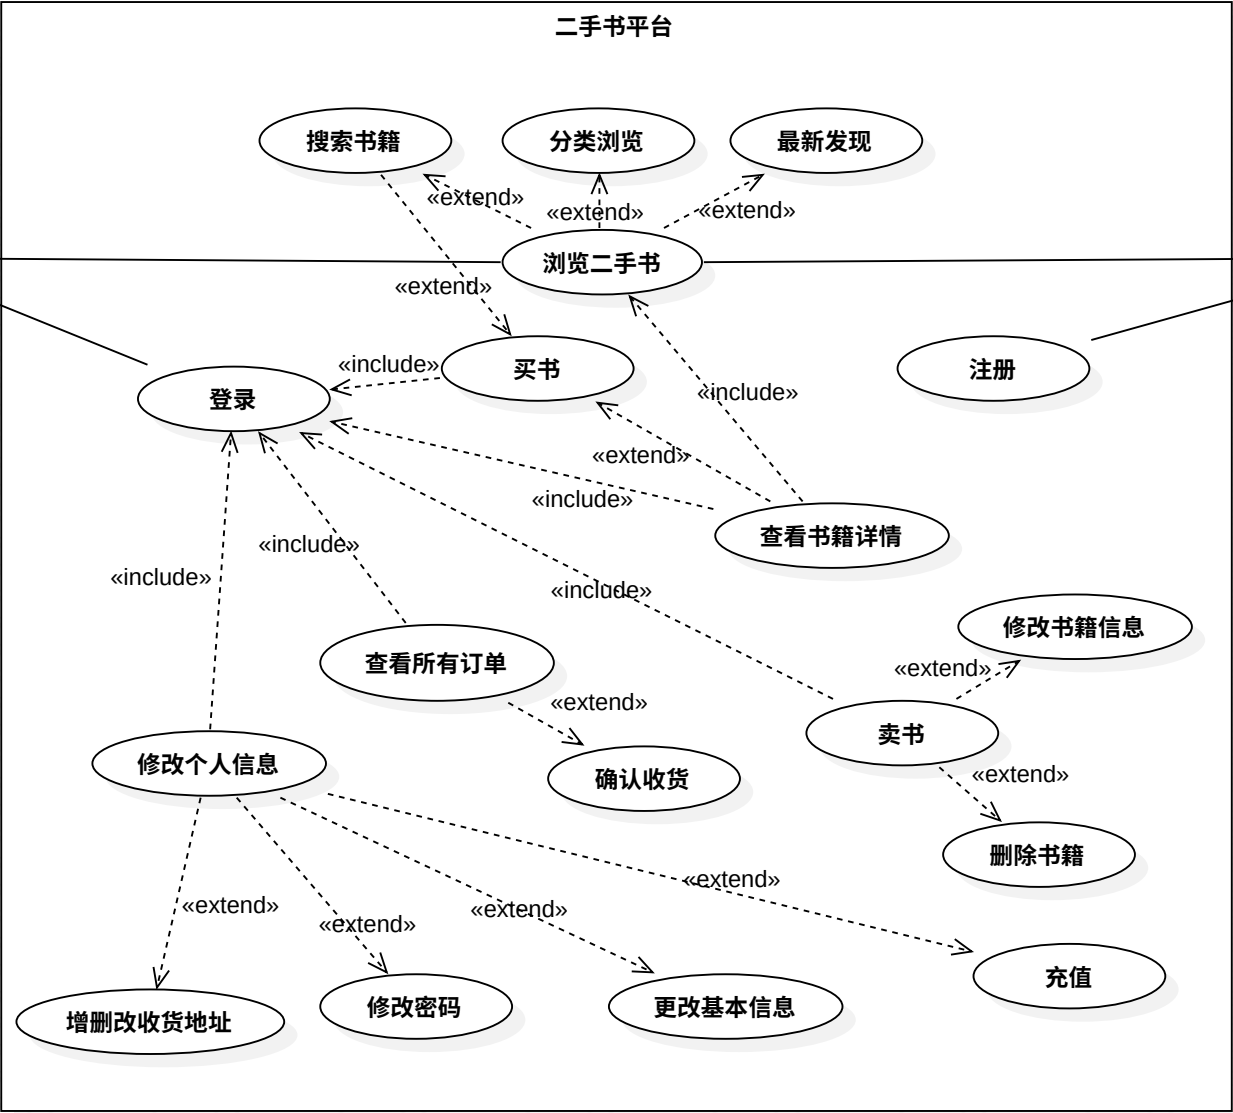 二手书平台
搜索书籍
分类浏览
最新发现
«extend»
«extend»
«extend»
浏览二手书
«extend»
买书
«include»
登录
注册
«include»
«extend»
«include»
查看书籍详情
«include»
«include»
«include»
修改书籍信息
查看所有订单
«extend»
«extend»
卖书
修改个人信息
确认收货
«extend»
删除书籍
«extend»
«extend»
«extend»
«extend»
充值
增删改收货地址
修改密码
更改基本信息